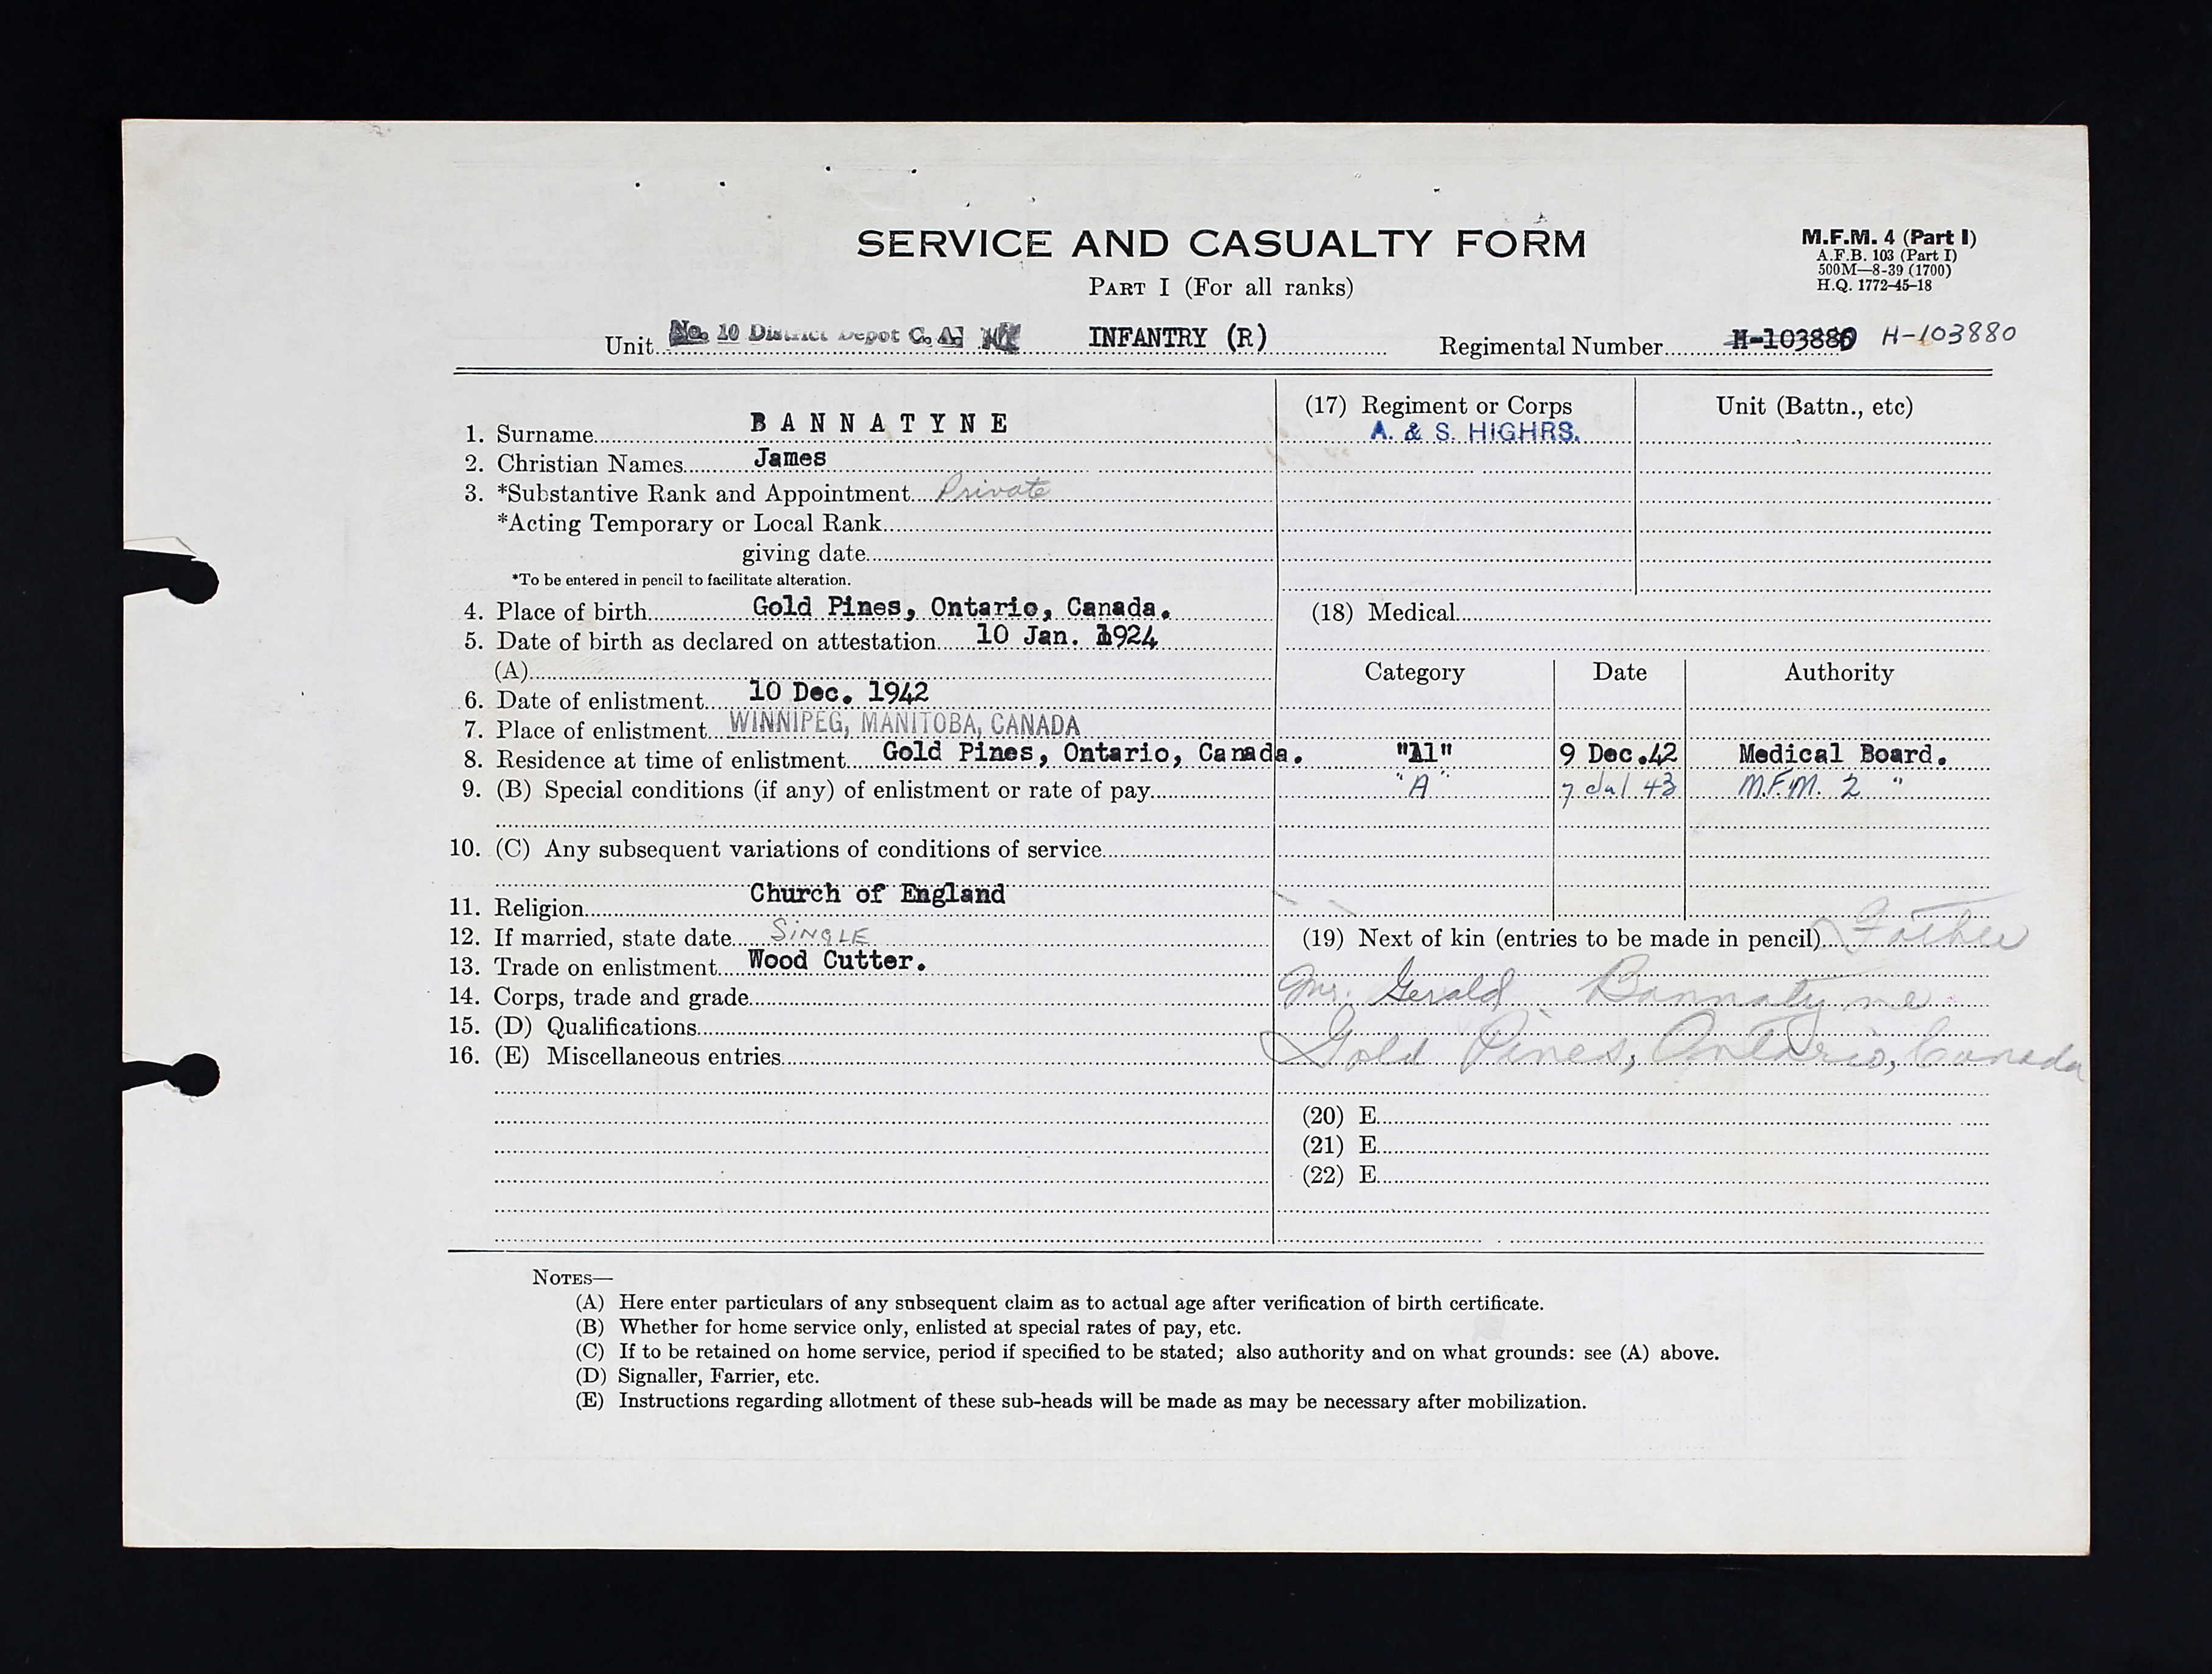 SERVICE AND CASUALTY FORM
PART I (For all ranks)
M.F.M. 4 (Part I)
A.F.B. 103 (Part I)
500M—8-39 (1700)
H.Q. 1772-45-18
Unit No. 10 District Depot C. A. INFANTRY (R) Regimental Number H-103880 H-103880
1. Surname BANNATYNE
2. Christian Names James
3. *Substantive Rank and Appointment Private
*Acting Temporary or Local Rank
giving date
*To be entered in pencil to facilitate alteration.
4. Place of birth Gold Pines, Ontario, Canada.
5. Date of birth as declared on attestation 10 Jan. 1924
(A)
6. Date of enlistment 10 Dec. 1942
7. Place of enlistment WINNIPEG, MANITOBA, CANADA
8. Residence at time of enlistment Gold Pines, Ontario, Canada.
9. (B) Special conditions (if any) of enlistment or rate of pay
10. (C) Any subsequent variations of conditions of service
11. Religion Church of England
12. If married, state date SINGLE
13. Trade on enlistment Wood Cutter.
14. Corps, trade and grade
15. (D) Qualifications
16. (E) Miscellaneous entries
(17) Regiment or Corps Unit (Battn., etc)
A. & S. HIGHRS.
(18) Medical
Category Date Authority
"A1" 9 Dec.42 Medical Board.
"A" 7 Jul 43 M.F.M. 2 "
(19) Next of kin (entries to be made in pencil) Father
Mr. Gerald Bannatyne
Gold Pines, Ontario, Canada
(20) E
(21) E
(22) E
NOTES—
(A) Here enter particulars of any subsequent claim as to actual age after verification of birth certificate.
(B) Whether for home service only, enlisted at special rates of pay, etc.
(C) If to be retained on home service, period if specified to be stated; also authority and on what grounds: see (A) above.
(D) Signaller, Farrier, etc.
(E) Instructions regarding allotment of these sub-heads will be made as may be necessary after mobilization.